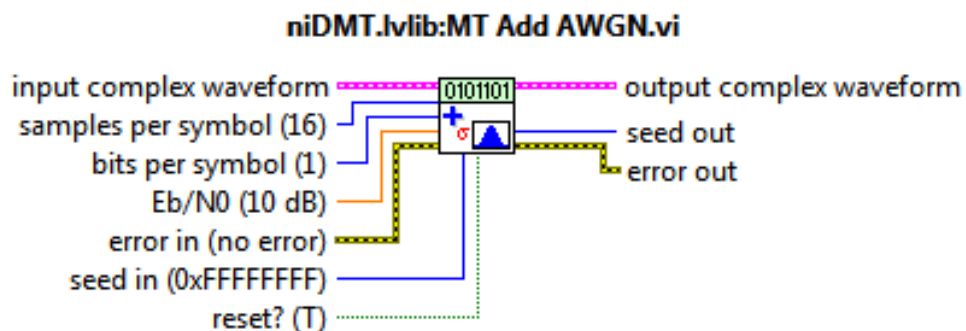 niDMT.lvlib:MT Add AWGN.vi
input complex waveform
samples per symbol (16)
bits per symbol (1)
Eb/N0 (10 dB)
error in (no error)
seed in (0xFFFFFFFF)
reset? (T)
0101101
σ
output complex waveform
seed out
error out